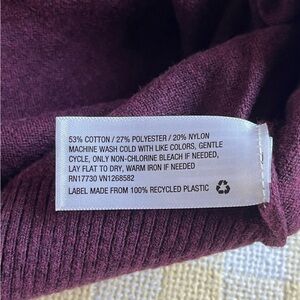 53% COTTON / 27% POLYESTER / 20% NYLON
MACHINE WASH COLD WITH LIKE COLORS, GENTLE
CYCLE, ONLY NON-CHLORINE BLEACH IF NEEDED,
LAY FLAT TO DRY, WARM IRON IF NEEDED
RN17730 VN1268582
LABEL MADE FROM 100% RECYCLED PLASTIC